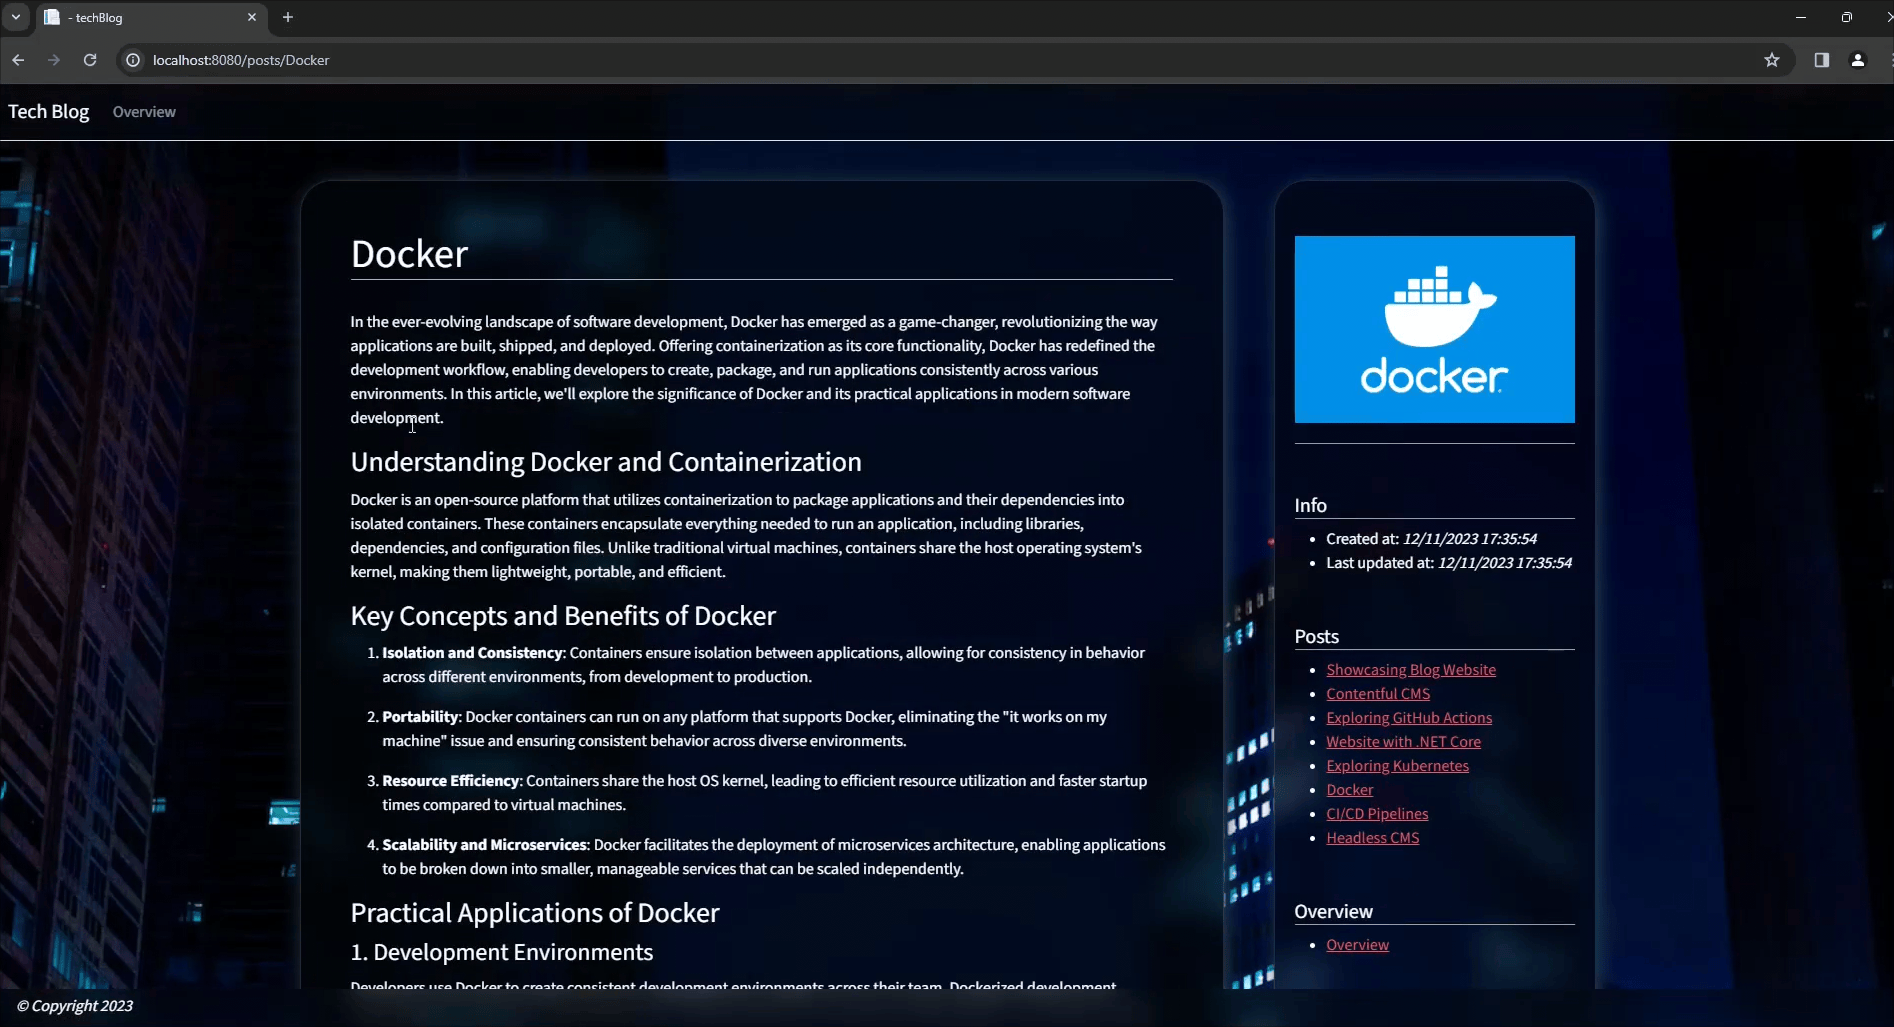 - techBlog
localhost:8080/posts/Docker
Tech Blog Overview
Docker
In the ever-evolving landscape of software development, Docker has emerged as a game-changer, revolutionizing the way
applications are built, shipped, and deployed. Offering containerization as its core functionality, Docker has redefined the
development workflow, enabling developers to create, package, and run applications consistently across various
environments. In this article, we'll explore the significance of Docker and its practical applications in modern software
development.
Understanding Docker and Containerization
Docker is an open-source platform that utilizes containerization to package applications and their dependencies into
isolated containers. These containers encapsulate everything needed to run an application, including libraries,
dependencies, and configuration files. Unlike traditional virtual machines, containers share the host operating system's
kernel, making them lightweight, portable, and efficient.
Key Concepts and Benefits of Docker
1. Isolation and Consistency: Containers ensure isolation between applications, allowing for consistency in behavior
across different environments, from development to production.
2. Portability: Docker containers can run on any platform that supports Docker, eliminating the "it works on my
machine" issue and ensuring consistent behavior across diverse environments.
3. Resource Efficiency: Containers share the host OS kernel, leading to efficient resource utilization and faster startup
times compared to virtual machines.
4. Scalability and Microservices: Docker facilitates the deployment of microservices architecture, enabling applications
to be broken down into smaller, manageable services that can be scaled independently.
Practical Applications of Docker
1. Development Environments
Developers use Docker to create consistent development environments across their team. Dockerized development
docker
Info
• Created at: 12/11/2023 17:35:54
• Last updated at: 12/11/2023 17:35:54
Posts
• Showcasing Blog Website
• Contentful CMS
• Exploring GitHub Actions
• Website with .NET Core
• Exploring Kubernetes
• Docker
• CI/CD Pipelines
• Headless CMS
Overview
• Overview
© Copyright 2023